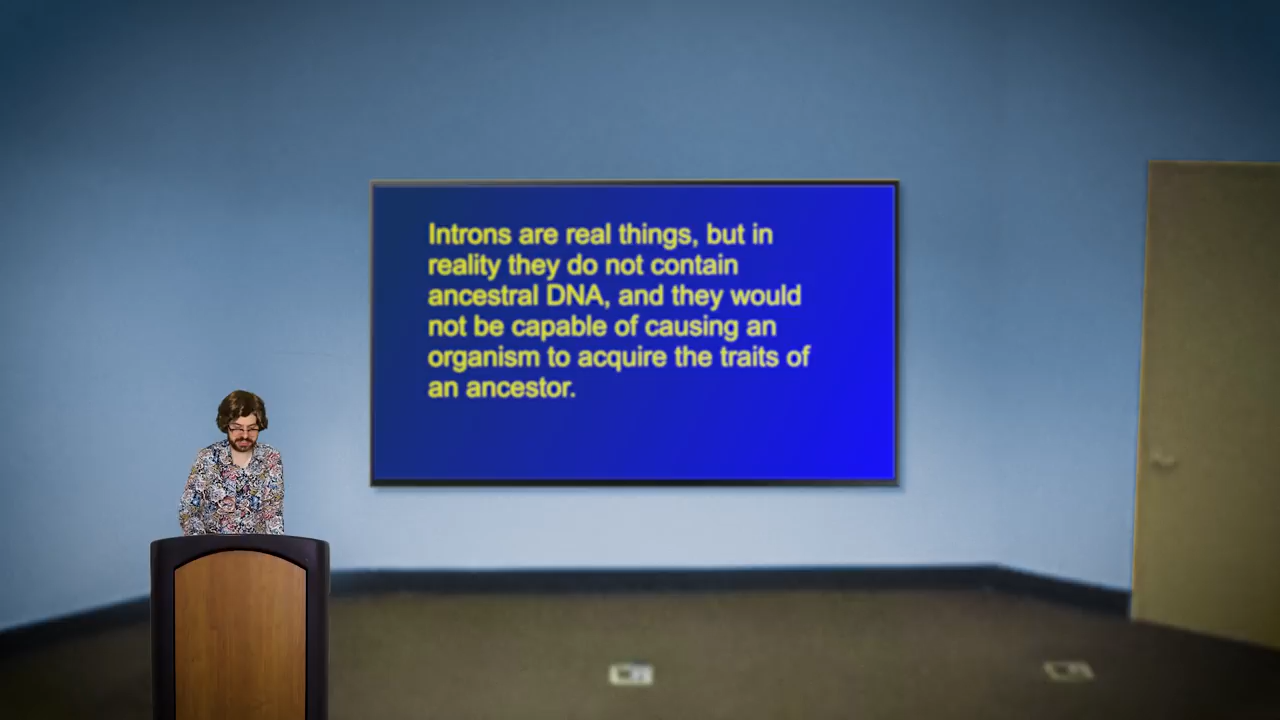 Introns are real things, but in
reality they do not contain
ancestral DNA, and they would
not be capable of causing an
organism to acquire the traits of
an ancestor.